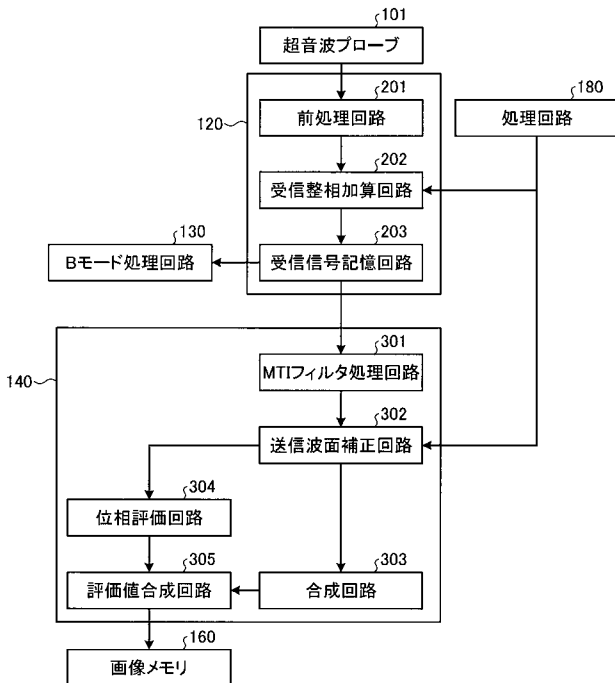 101
超音波プローブ
201
前処理回路
180
処理回路
120
202
受信整相加算回路
130
Bモード処理回路
203
受信信号記憶回路
140
301
MTIフィルタ処理回路
302
送信波面補正回路
304
位相評価回路
305
評価値合成回路
303
合成回路
160
画像メモリ